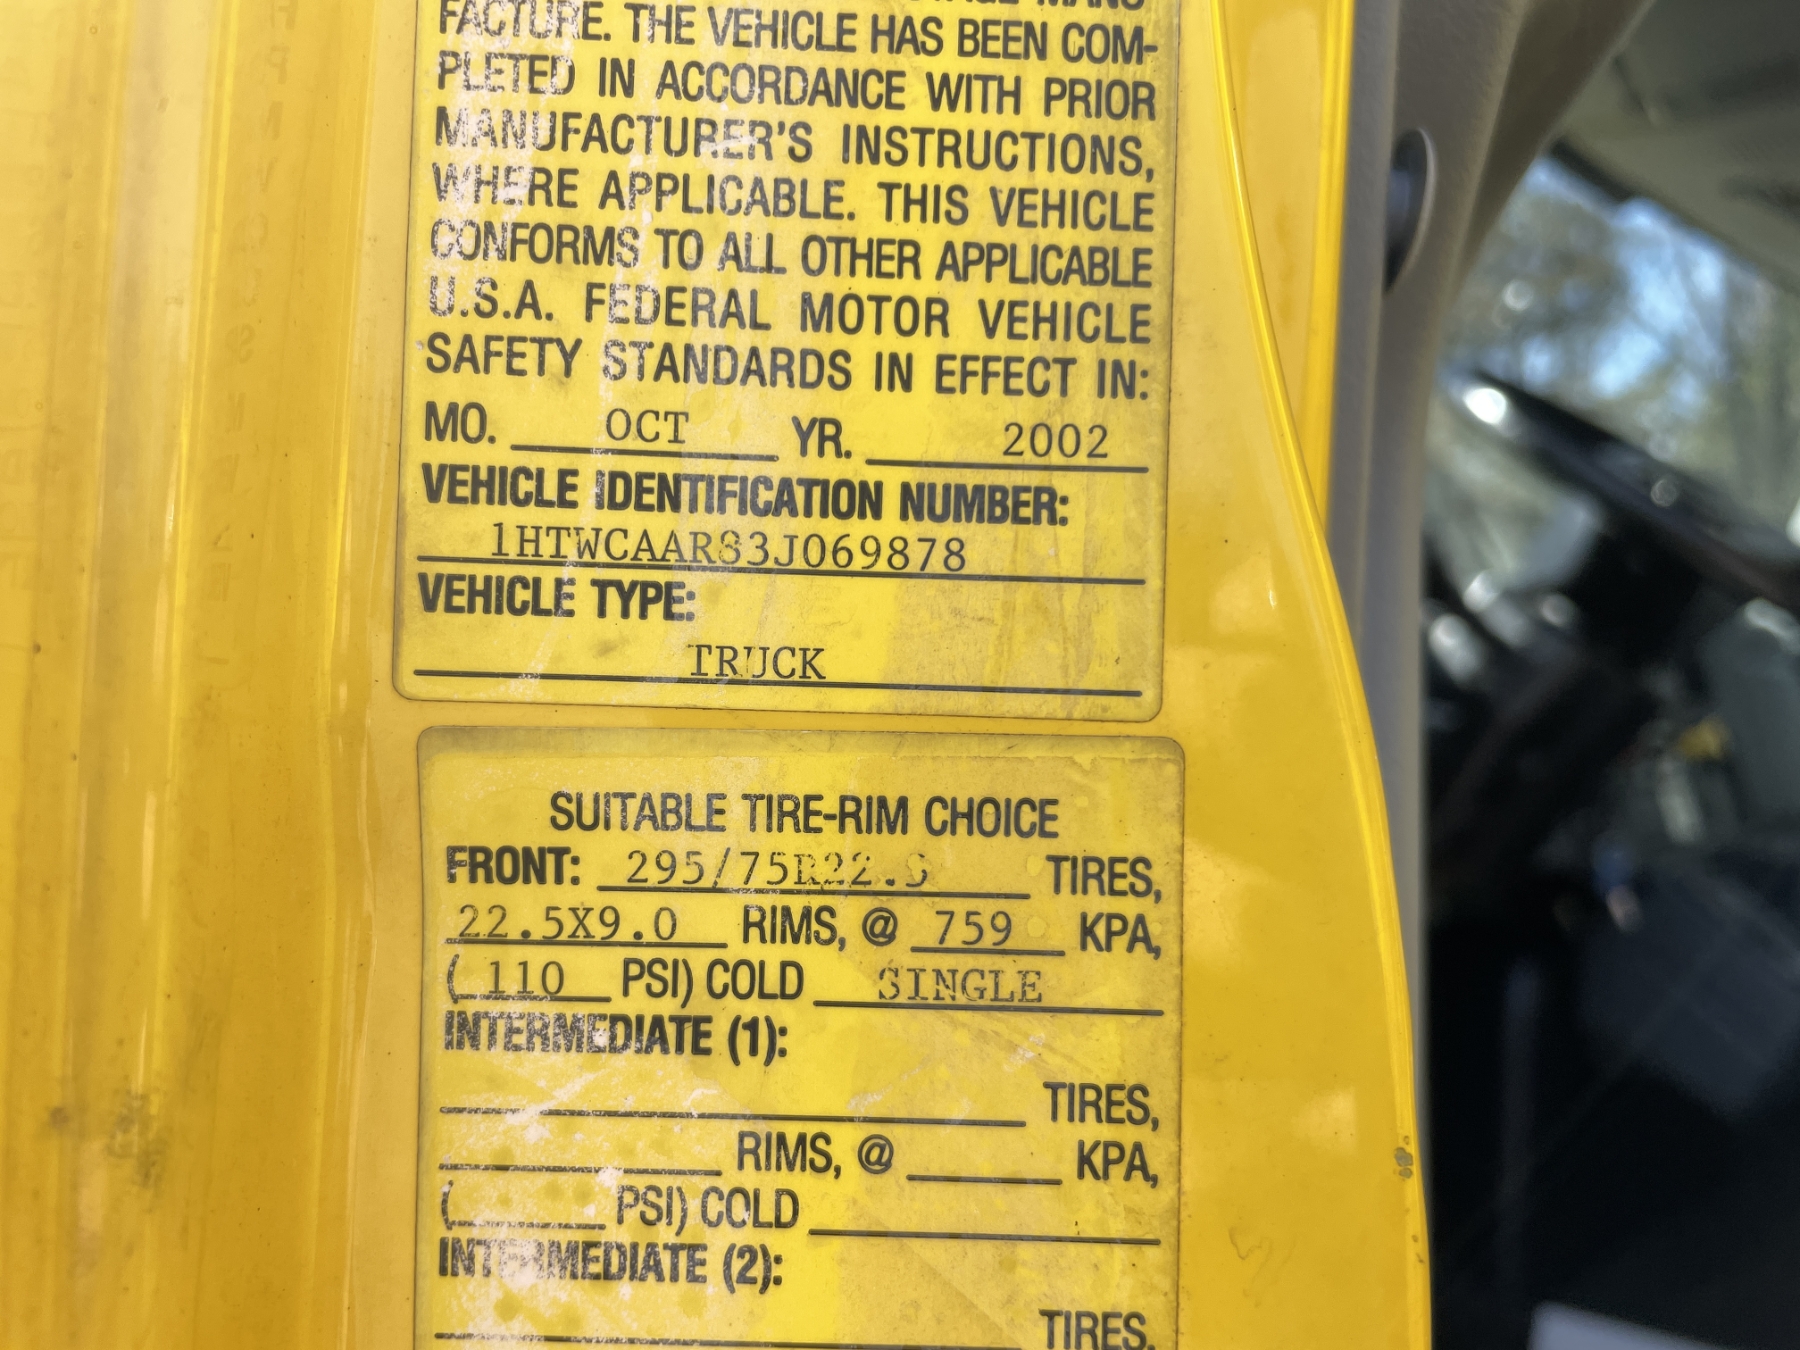 FACTURE. THE VEHICLE HAS BEEN COM-
PLETED IN ACCORDANCE WITH PRIOR
MANUFACTURER'S INSTRUCTIONS,
WHERE APPLICABLE. THIS VEHICLE
CONFORMS TO ALL OTHER APPLICABLE
U.S.A. FEDERAL MOTOR VEHICLE
SAFETY STANDARDS IN EFFECT IN:
MO. OCT YR. 2002
VEHICLE IDENTIFICATION NUMBER:
1HTWCAAR83J069878
VEHICLE TYPE:
TRUCK
SUITABLE TIRE-RIM CHOICE
FRONT: 295/75R22.5 TIRES,
22.5X9.0 RIMS, @ 759 KPA,
(110 PSI) COLD SINGLE
INTERMEDIATE (1):
TIRES,
RIMS, @ KPA,
( PSI) COLD
INTERMEDIATE (2):
TIRES,